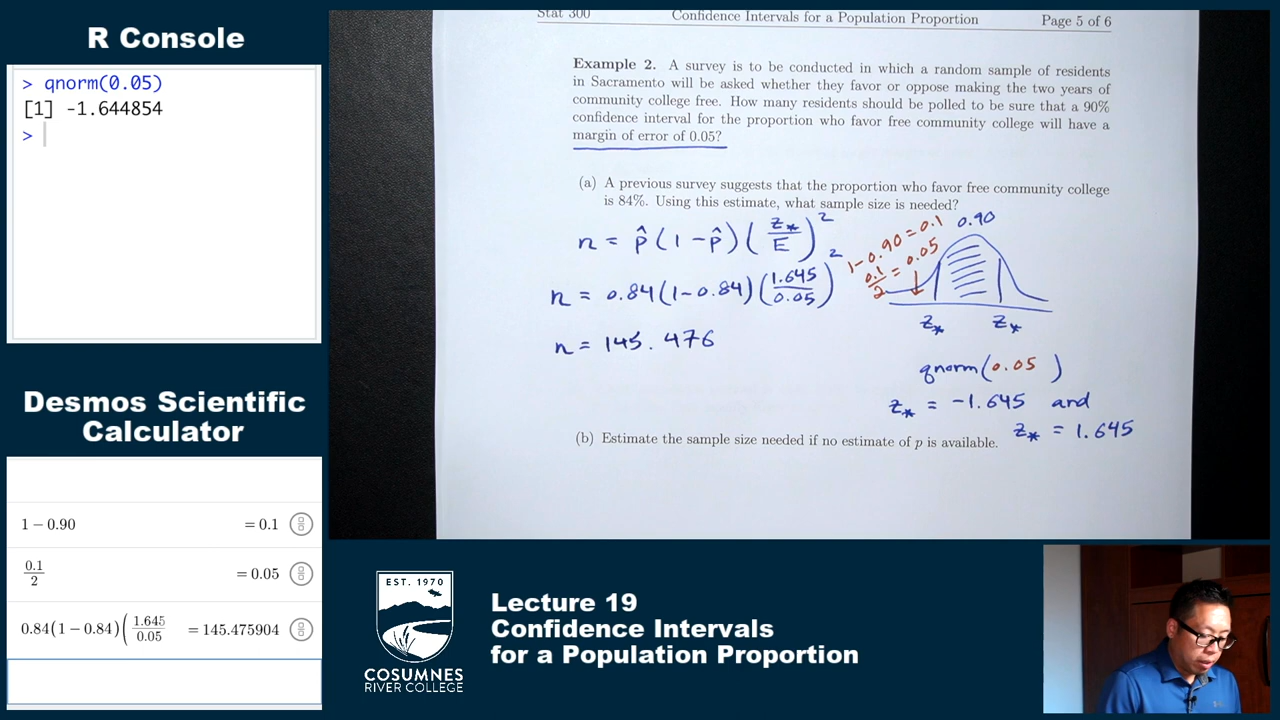 R Console
> qnorm(0.05)
[1] -1.644854
>
Desmos Scientific
Calculator
1 − 0.90 = 0.1
0.1/2 = 0.05
0.84(1 − 0.84)(1.645/0.05 = 145.475904
Stat 300 Confidence Intervals for a Population Proportion Page 5 of 6
Example 2. A survey is to be conducted in which a random sample of residents
in Sacramento will be asked whether they favor or oppose making the two years of
community college free. How many residents should be polled to be sure that a 90%
confidence interval for the proportion who favor free community college will have a
margin of error of 0.05?
(a) A previous survey suggests that the proportion who favor free community college
is 84%. Using this estimate, what sample size is needed?
n = p̂(1 − p̂)(z*/E)²
n = 0.84(1−0.84)(1.645/0.05)²
n = 145.476
1−0.90 = 0.1
0.1/2 = 0.05
0.90
z* z*
qnorm(0.05)
z* = −1.645 and
z* = 1.645
(b) Estimate the sample size needed if no estimate of p is available.
EST. 1970
COSUMNES
RIVER COLLEGE
Lecture 19
Confidence Intervals
for a Population Proportion